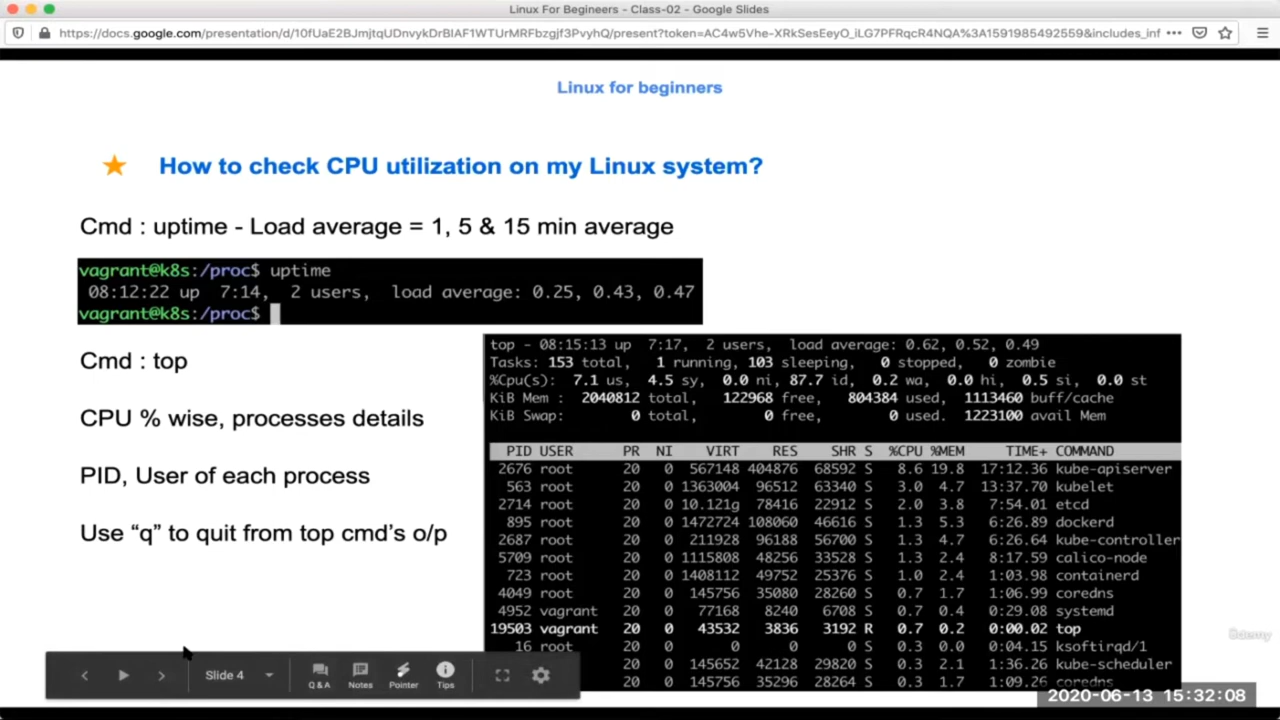 Linux For Begineers - Class-02 - Google Slides
https://docs.google.com/presentation/d/10fUaE2BJmjtqUDnvykDrBIAF1WTUrMRFbzgjf3PvyhQ/present?token=AC4w5Vhe-XRkSesEeyO_iLG7PFRqcR4NQA%3A1591985492559&includes_inf
Linux for beginners
How to check CPU utilization on my Linux system?
Cmd : uptime - Load average = 1, 5 & 15 min average
vagrant@k8s:/proc$ uptime
08:12:22 up 7:14, 2 users, load average: 0.25, 0.43, 0.47
vagrant@k8s:/proc$
Cmd : top
CPU % wise, processes details
PID, User of each process
Use “q” to quit from top cmd’s o/p
top - 08:15:13 up 7:17, 2 users, load average: 0.62, 0.52, 0.49
Tasks: 153 total, 1 running, 103 sleeping, 0 stopped, 0 zombie
%Cpu(s): 7.1 us, 4.5 sy, 0.0 ni, 87.7 id, 0.2 wa, 0.0 hi, 0.5 si, 0.0 st
KiB Mem : 2040812 total, 122968 free, 804384 used, 1113460 buff/cache
KiB Swap: 0 total, 0 free, 0 used. 1223100 avail Mem
PID USER PR NI VIRT RES SHR S %CPU %MEM TIME+ COMMAND
2676 root 20 0 567148 404876 68592 S 8.6 19.8 17:12.36 kube-apiserver
563 root 20 0 1363004 96512 63340 S 3.0 4.7 13:37.70 kubelet
2714 root 20 0 10.121g 78416 22912 S 2.0 3.8 7:54.01 etcd
895 root 20 0 1472724 108060 46616 S 1.3 5.3 6:26.89 dockerd
2687 root 20 0 211928 96188 56700 S 1.3 4.7 6:26.64 kube-controller
5709 root 20 0 1115808 48256 33528 S 1.3 2.4 8:17.59 calico-node
723 root 20 0 1408112 49752 25376 S 1.0 2.4 1:03.98 containerd
4049 root 20 0 145756 35080 28260 S 0.7 1.7 1:06.99 coredns
4952 vagrant 20 0 77168 8240 6708 S 0.7 0.4 0:29.08 systemd
19503 vagrant 20 0 43532 3836 3192 R 0.7 0.2 0:00.02 top
16 root 20 0 0 0 0 S 0.3 0.0 0:04.15 ksoftirqd/1
20 0 145652 42128 29820 S 0.3 2.1 1:36.26 kube-scheduler
20 0 145756 35296 28264 S 0.3 1.7 1:09.26 coredns
Slide 4
Q & A Notes Pointer Tips
Udemy
2020-06-13 15:32:08